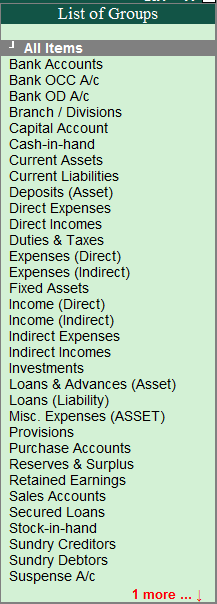 List of Groups
All Items
Bank Accounts
Bank OCC A/c
Bank OD A/c
Branch / Divisions
Capital Account
Cash-in-hand
Current Assets
Current Liabilities
Deposits (Asset)
Direct Expenses
Direct Incomes
Duties & Taxes
Expenses (Direct)
Expenses (Indirect)
Fixed Assets
Income (Direct)
Income (Indirect)
Indirect Expenses
Indirect Incomes
Investments
Loans & Advances (Asset)
Loans (Liability)
Misc. Expenses (ASSET)
Provisions
Purchase Accounts
Reserves & Surplus
Retained Earnings
Sales Accounts
Secured Loans
Stock-in-hand
Sundry Creditors
Sundry Debtors
Suspense A/c
1 more ... ↓